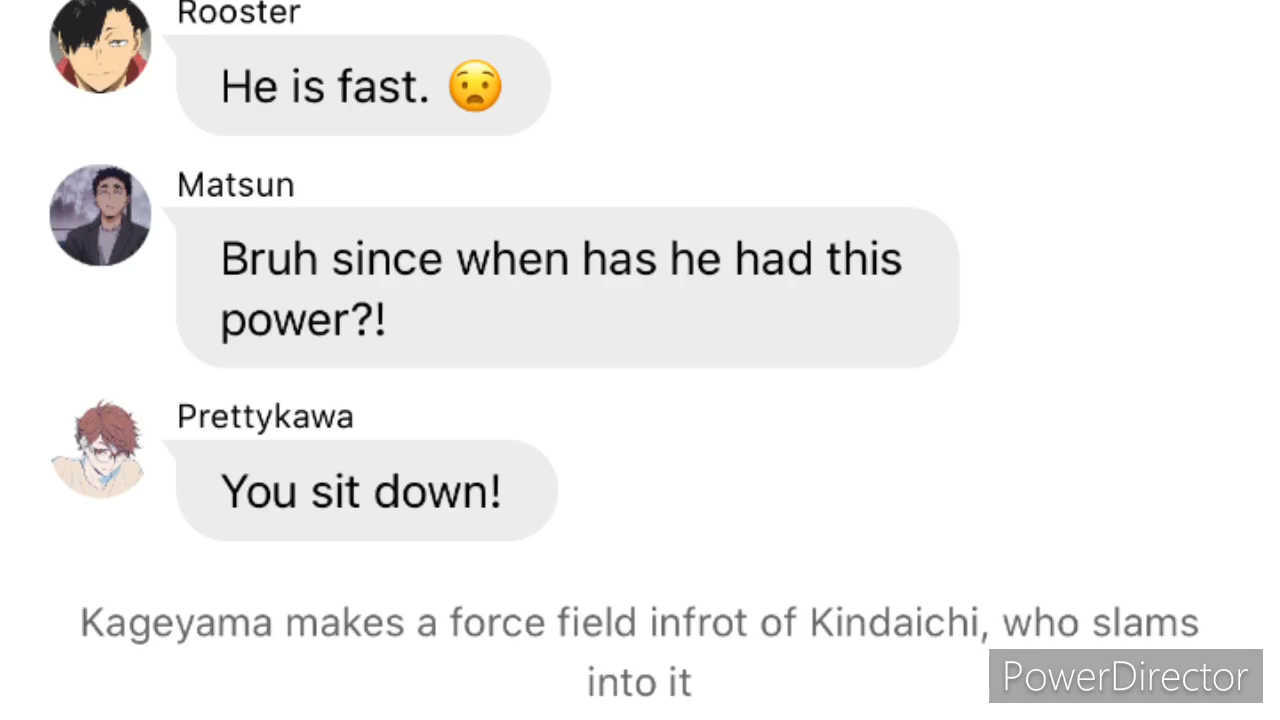 Rooster
He is fast. 😧
Matsun
Bruh since when has he had this
power?!
Prettykawa
You sit down!
Kageyama makes a force field infrot of Kindaichi, who slams
into it
PowerDirector